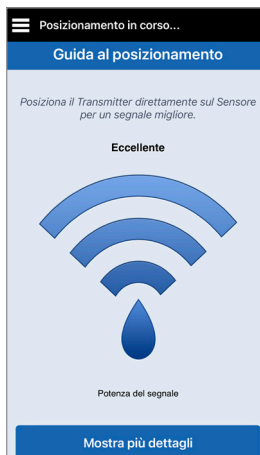 Posizionamento in corso...
Guida al posizionamento
Posiziona il Transmitter direttamente sul Sensore
per un segnale migliore.
Eccellente
Potenza del segnale
Mostra più dettagli